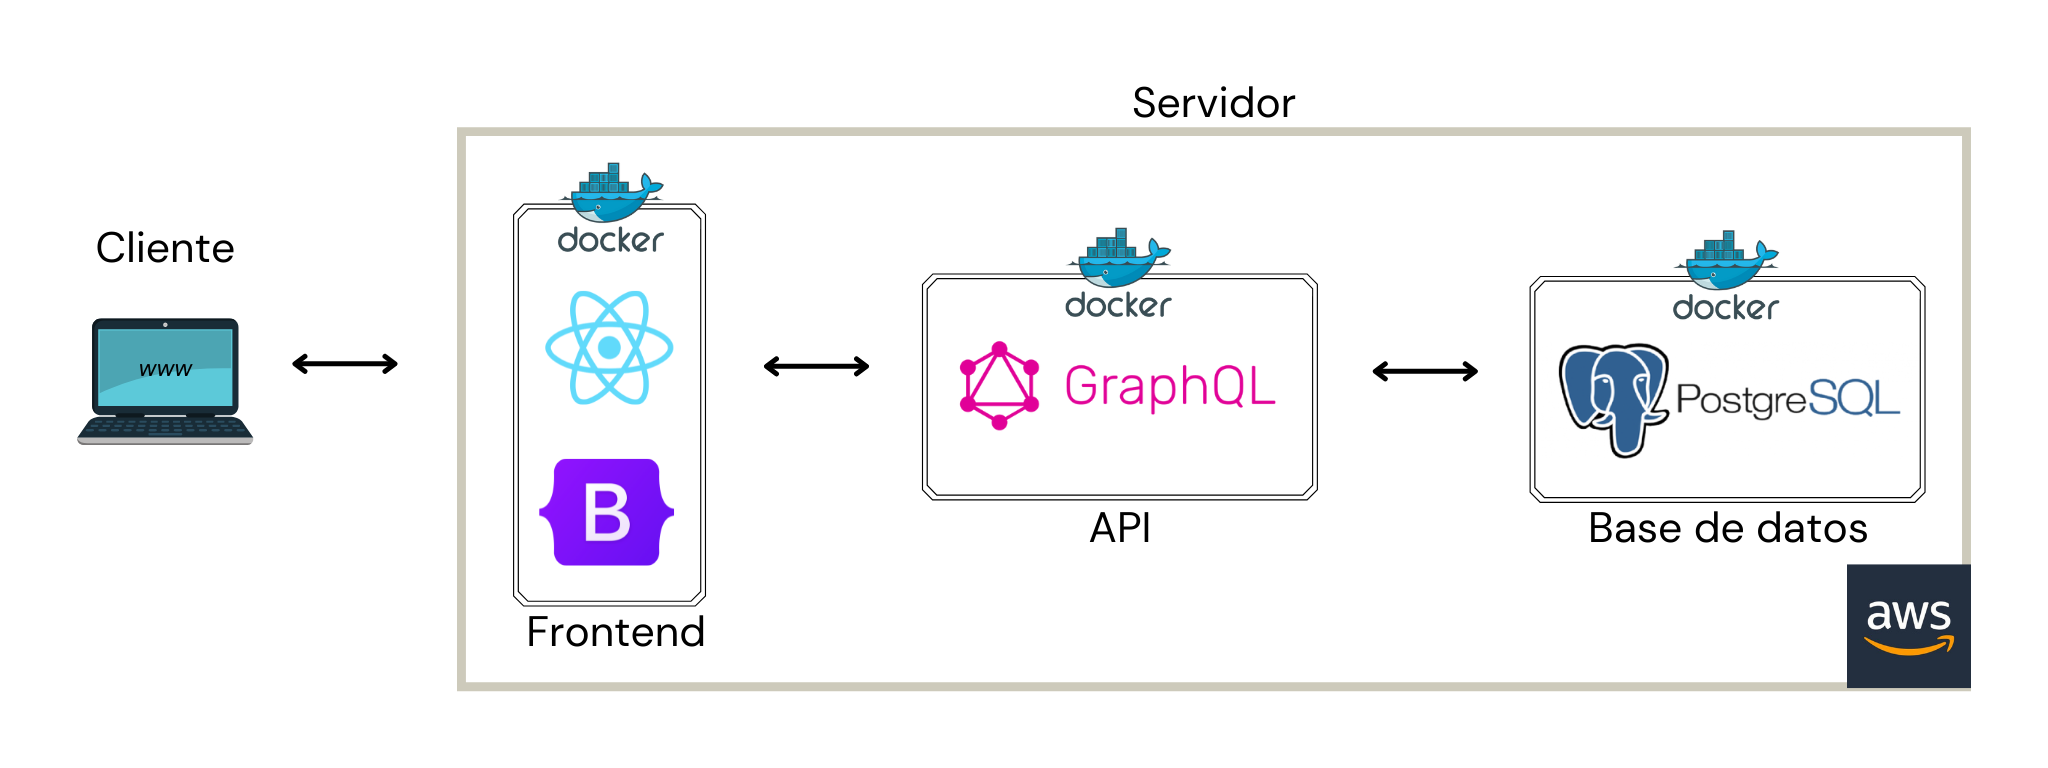 Servidor
Cliente
www
docker
B
Frontend
docker
GraphQL
API
docker
PostgreSQL
Base de datos
aws